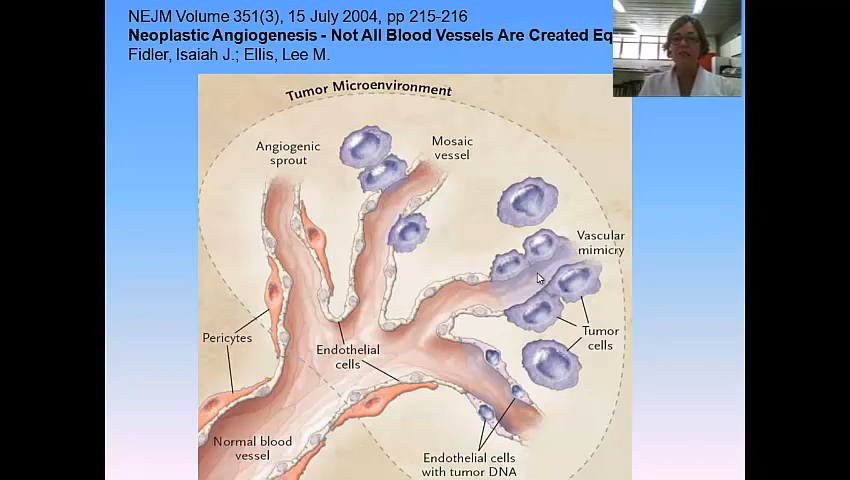 NEJM Volume 351(3), 15 July 2004, pp 215-216
Neoplastic Angiogenesis - Not All Blood Vessels Are Created Eq
Fidler, Isaiah J.; Ellis, Lee M.
Tumor Microenvironment
Angiogenic
sprout
Mosaic
vessel
Vascular
mimicry
Pericytes
Endothelial
cells
Tumor
cells
Normal blood
vessel
Endothelial cells
with tumor DNA